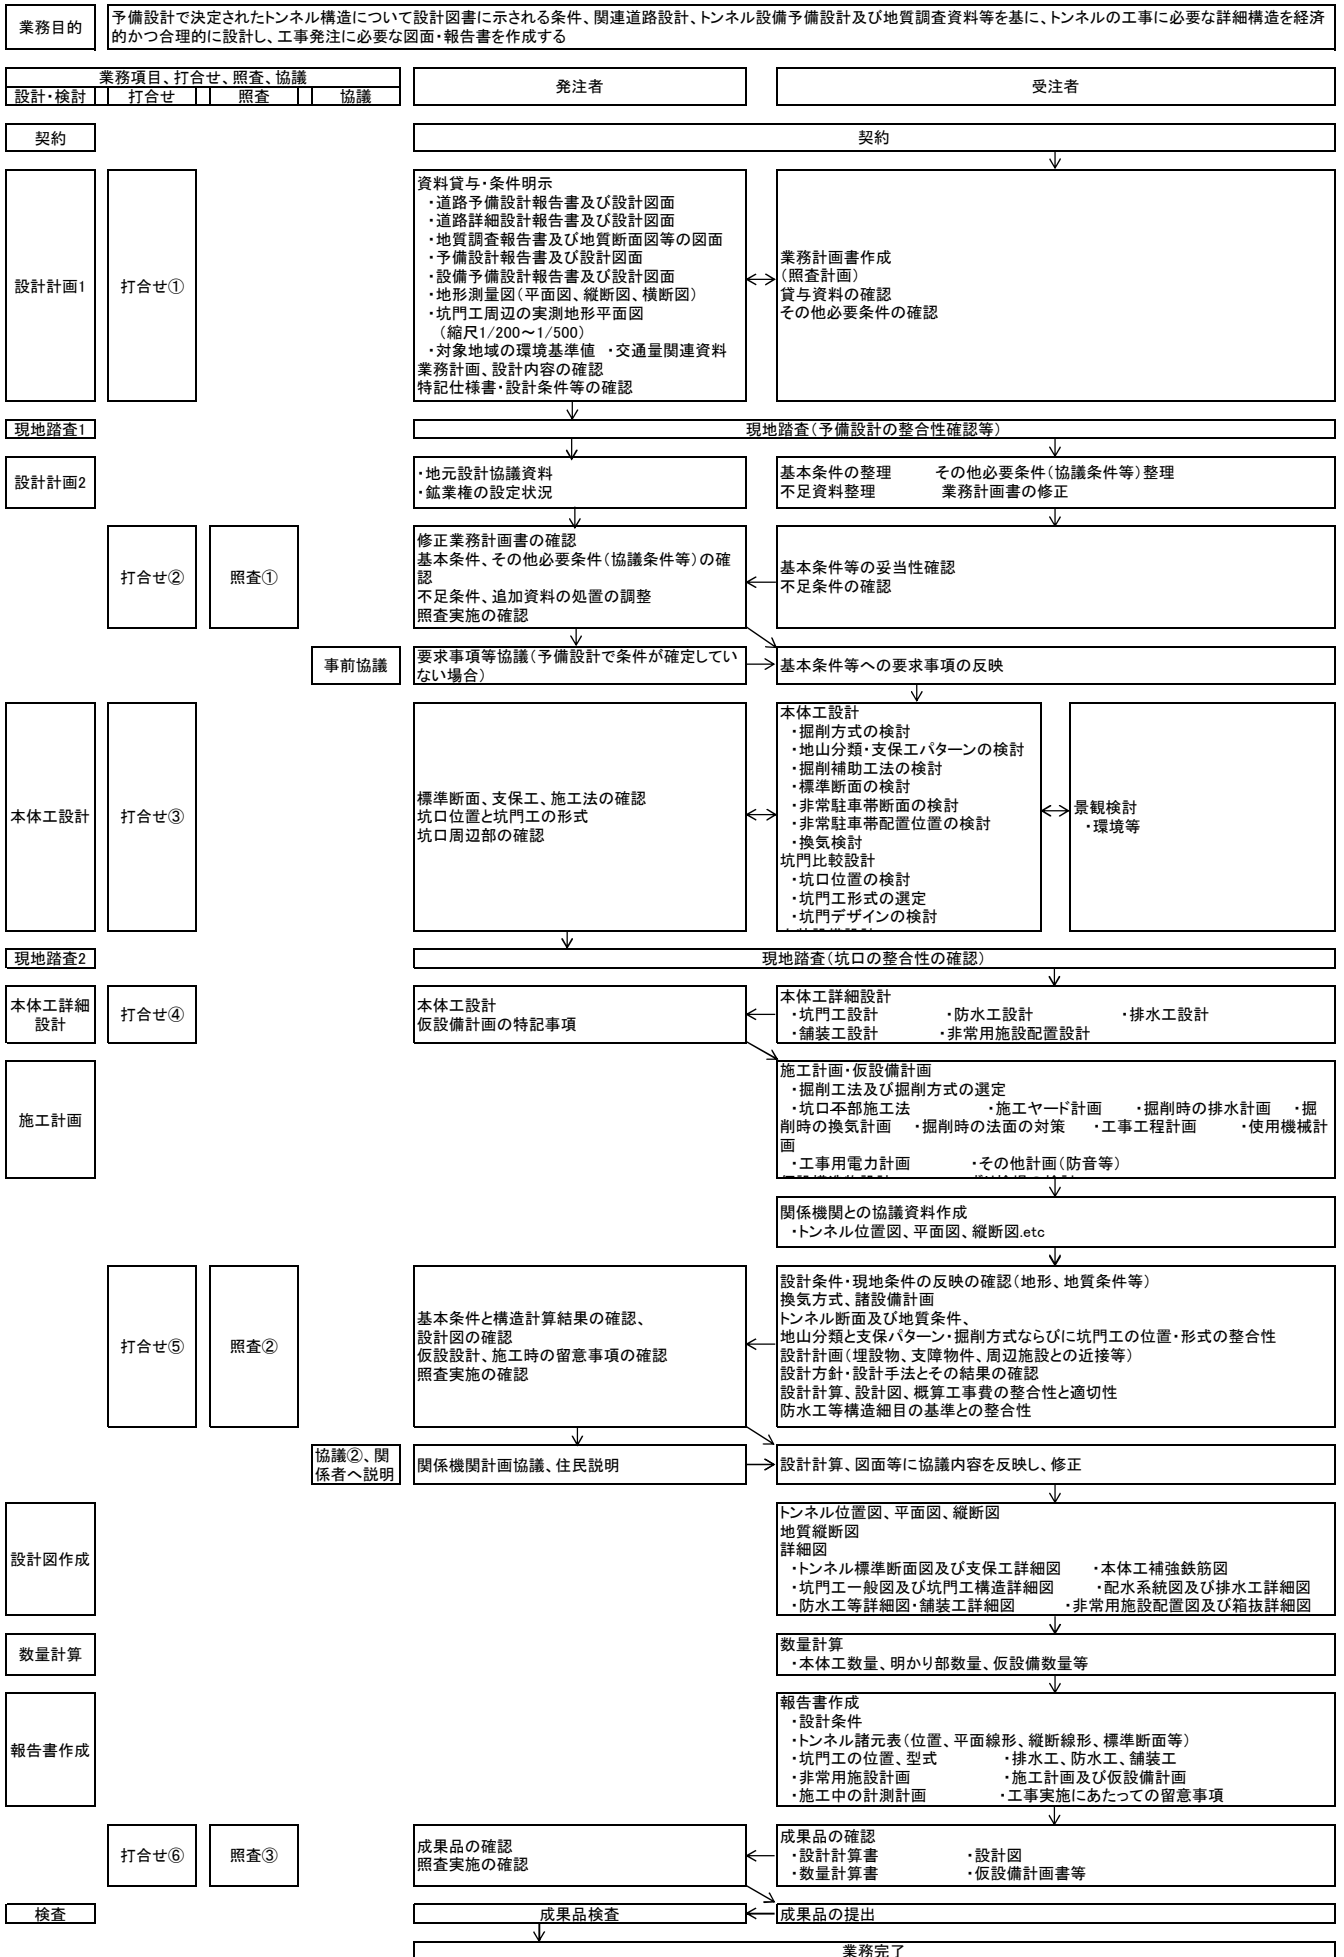 業務目的
予備設計で決定されたトンネル構造について設計図書に示される条件、関連道路設計、トンネル設備予備設計及び地質調査資料等を基に、トンネルの工事に必要な詳細構造を経済
的かつ合理的に設計し、工事発注に必要な図面・報告書を作成する
業務項目、打合せ、照査、協議
設計・検討
打合せ
照査
協議
発注者
受注者
契約
契約
設計計画1
打合せ①
資料貸与・条件明示
・道路予備設計報告書及び設計図面
・道路詳細設計報告書及び設計図面
・地質調査報告書及び地質断面図等の図面
・予備設計報告書及び設計図面
・設備予備設計報告書及び設計図面
・地形測量図(平面図、縦断図、横断図)
・坑門工周辺の実測地形平面図
(縮尺1/200～1/500)
・対象地域の環境基準値 ・交通量関連資料
業務計画、設計内容の確認
特記仕様書・設計条件等の確認
業務計画書作成
(照査計画)
貸与資料の確認
その他必要条件の確認
現地踏査1
現地踏査(予備設計の整合性確認等)
設計計画2
・地元設計協議資料
・鉱業権の設定状況
基本条件の整理 その他必要条件(協議条件等)整理
不足資料整理 業務計画書の修正
打合せ②
照査①
修正業務計画書の確認
基本条件、その他必要条件(協議条件等)の確
認
不足条件、追加資料の処置の調整
照査実施の確認
基本条件等の妥当性確認
不足条件の確認
事前協議
要求事項等協議(予備設計で条件が確定してい
ない場合)
基本条件等への要求事項の反映
本体工設計
打合せ③
標準断面、支保工、施工法の確認
坑口位置と坑門工の形式
坑口周辺部の確認
本体工設計
・掘削方式の検討
・地山分類・支保工パターンの検討
・掘削補助工法の検討
・標準断面の検討
・非常駐車帯断面の検討
・非常駐車帯配置位置の検討
・換気検討
坑門比較設計
・坑口位置の検討
・坑門工形式の選定
・坑門デザインの検討
景観検討
・環境等
現地踏査2
現地踏査(坑口の整合性の確認)
本体工詳細
設計
打合せ④
本体工設計
仮設備計画の特記事項
本体工詳細設計
・坑門工設計 ・防水工設計 ・排水工設計
・舗装工設計 ・非常用施設配置設計
施工計画
施工計画・仮設備計画
・掘削工法及び掘削方式の選定
・坑口不部施工法 ・施工ヤード計画 ・掘削時の排水計画 ・掘
削時の換気計画 ・掘削時の法面の対策 ・工事工程計画 ・使用機械計
画
・工事用電力計画 ・その他計画(防音等)
関係機関との協議資料作成
・トンネル位置図、平面図、縦断図.etc
打合せ⑤
照査②
基本条件と構造計算結果の確認、
設計図の確認
仮設設計、施工時の留意事項の確認
照査実施の確認
設計条件・現地条件の反映の確認(地形、地質条件等)
換気方式、諸設備計画
トンネル断面及び地質条件、
地山分類と支保パターン・掘削方式ならびに坑門工の位置・形式の整合性
設計計画(埋設物、支障物件、周辺施設との近接等)
設計方針・設計手法とその結果の確認
設計計算、設計図、概算工事費の整合性と適切性
防水工等構造細目の基準との整合性
協議②、関
係者へ説明
関係機関計画協議、住民説明
設計計算、図面等に協議内容を反映し、修正
設計図作成
トンネル位置図、平面図、縦断図
地質縦断図
詳細図
・トンネル標準断面図及び支保工詳細図 ・本体工補強鉄筋図
・坑門工一般図及び坑門工構造詳細図 ・配水系統図及び排水工詳細図
・防水工等詳細図・舗装工詳細図 ・非常用施設配置図及び箱抜詳細図
数量計算
数量計算
・本体工数量、明かり部数量、仮設備数量等
報告書作成
報告書作成
・設計条件
・トンネル諸元表(位置、平面線形、縦断線形、標準断面等)
・坑門工の位置、型式 ・排水工、防水工、舗装工
・非常用施設計画 ・施工計画及び仮設備計画
・施工中の計測計画 ・工事実施にあたっての留意事項
打合せ⑥
照査③
成果品の確認
照査実施の確認
成果品の確認
・設計計算書 ・設計図
・数量計算書 ・仮設備計画書等
検査
成果品検査
成果品の提出
業務完了